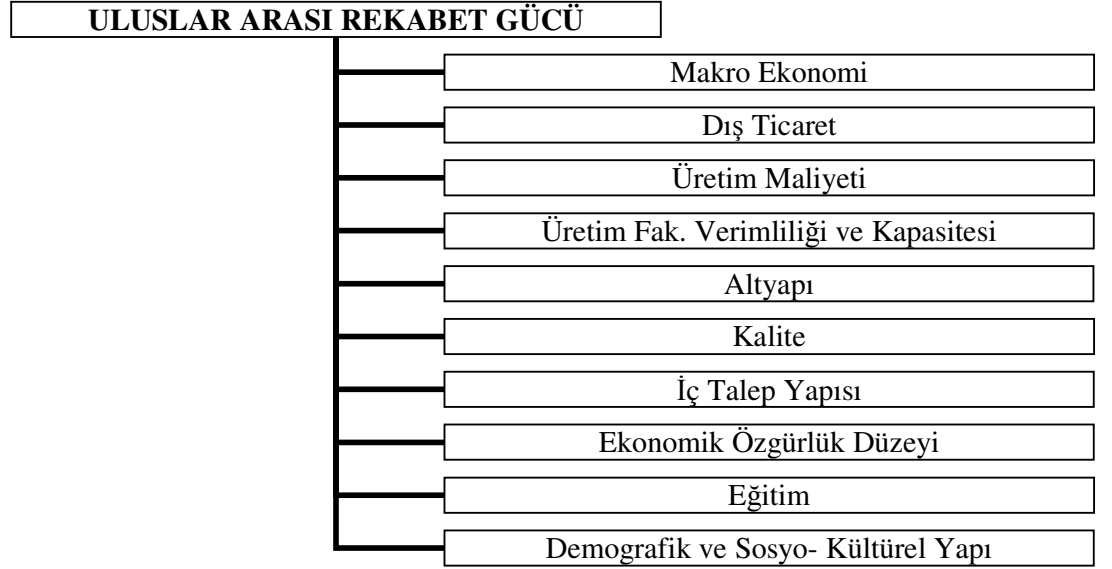 ULUSLAR ARASI REKABET GÜCÜ
Makro Ekonomi
Dış Ticaret
Üretim Maliyeti
Üretim Fak. Verimliliği ve Kapasitesi
Altyapı
Kalite
İç Talep Yapısı
Ekonomik Özgürlük Düzeyi
Eğitim
Demografik ve Sosyo- Kültürel Yapı